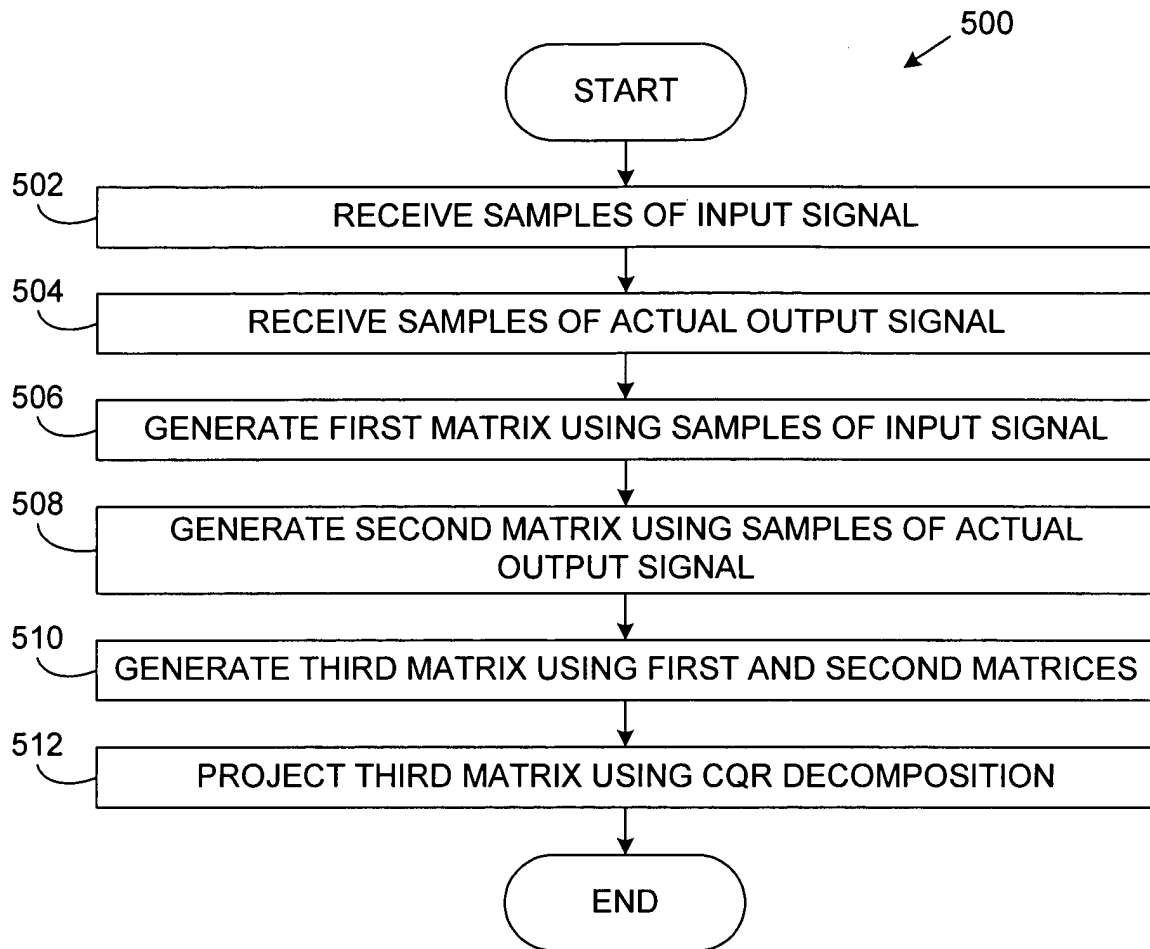 500
START
502
RECEIVE SAMPLES OF INPUT SIGNAL
504
RECEIVE SAMPLES OF ACTUAL OUTPUT SIGNAL
506
GENERATE FIRST MATRIX USING SAMPLES OF INPUT SIGNAL
508
GENERATE SECOND MATRIX USING SAMPLES OF ACTUAL
OUTPUT SIGNAL
510
GENERATE THIRD MATRIX USING FIRST AND SECOND MATRICES
512
PROJECT THIRD MATRIX USING CQR DECOMPOSITION
END